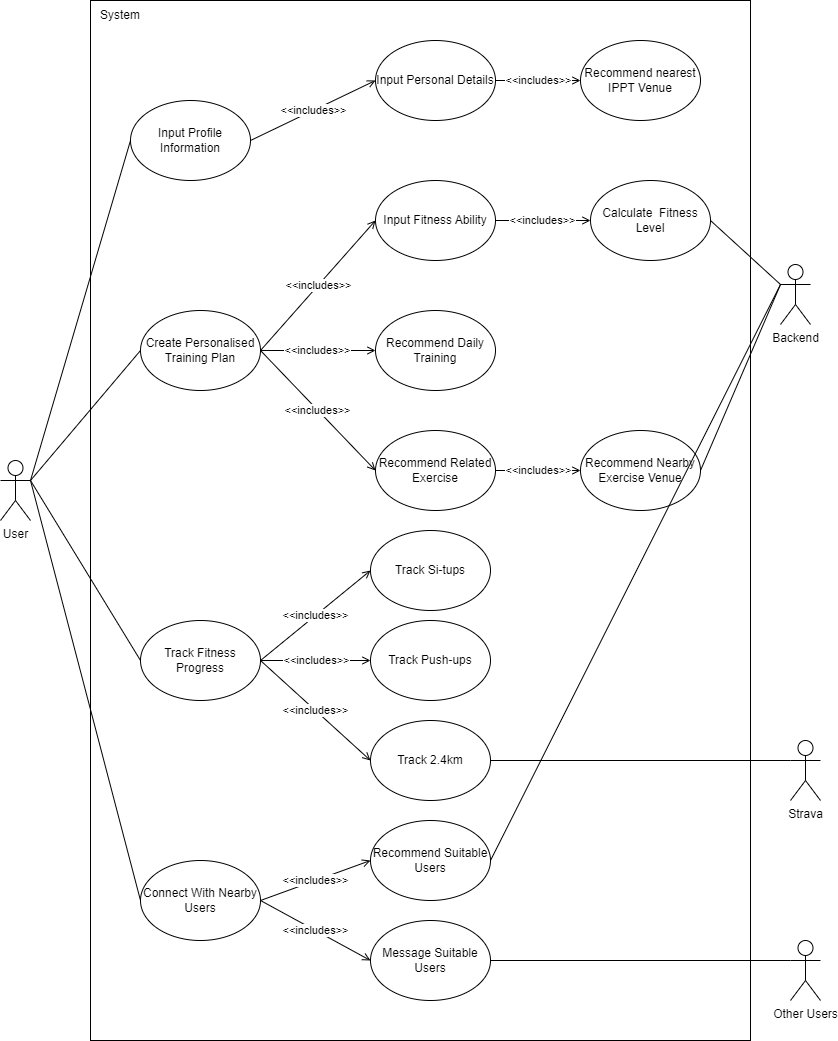 System
Input Personal Details
<<includes>>
Recommend nearest
IPPT Venue
<<includes>>
Input Profile
Information
Input Fitness Ability
<<includes>>
Calculate  Fitness
Level
<<includes>>
Backend
Create Personalised
Training Plan
<<includes>>
Recommend Daily
Training
<<includes>>
Recommend Related
Exercise
<<includes>>
Recommend Nearby
Exercise Venue
User
Track Si-tups
<<includes>>
Track Fitness
Progress
<<includes>>
Track Push-ups
<<includes>>
Track 2.4km
Strava
Recommend Suitable
Users
<<includes>>
Connect With Nearby
Users
<<includes>>
Message Suitable
Users
Other Users